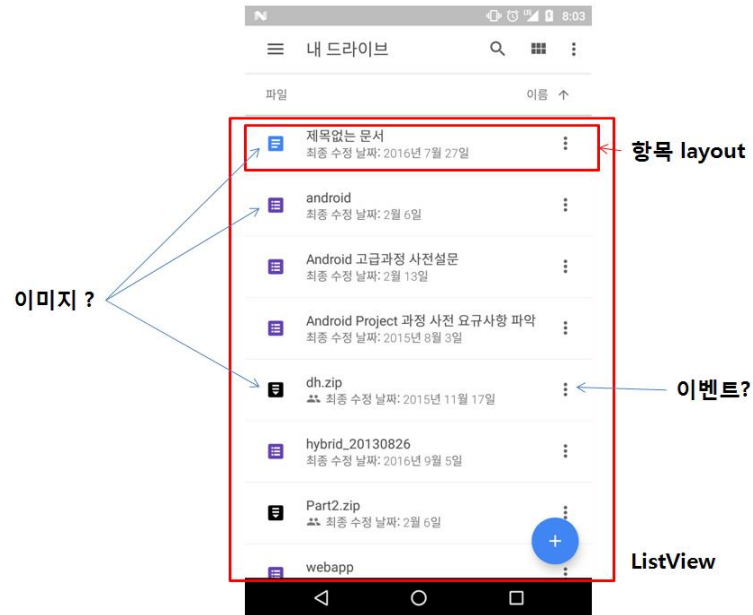 8:03
내 드라이브
파일
이름
제목없는 문서
최종 수정 날짜: 2016년 7월 27일
항목 layout
android
최종 수정 날짜: 2월 6일
Android 고급과정 사전설문
최종 수정 날짜: 2월 13일
이미지 ?
Android Project 과정 사전 요규사항 파악
최종 수정 날짜: 2015년 8월 3일
dh.zip
최종 수정 날짜: 2015년 11월 17일
이벤트?
hybrid_20130826
최종 수정 날짜: 2016년 9월 5일
Part2.zip
최종 수정 날짜: 2월 6일
ListView
webapp